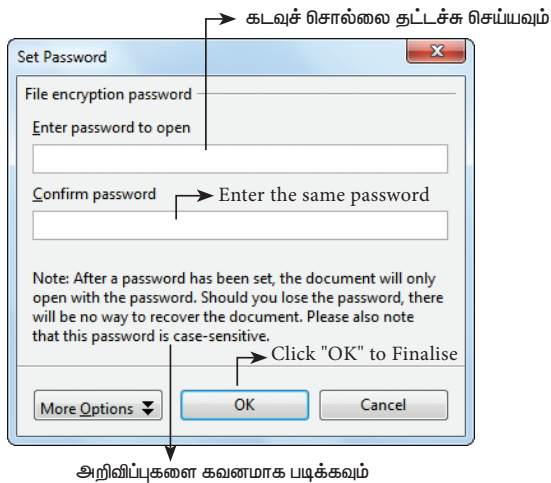 கடவுச் சொல்லை தட்டச்சு செய்யவும்
Set Password
File encryption password
Enter password to open
Confirm password
Enter the same password
Note: After a password has been set, the document will only
open with the password. Should you lose the password, there
will be no way to recover the document. Please also note
that this password is case-sensitive.
Click "OK" to Finalise
More Options OK Cancel
அறிவிப்புகளை கவனமாக படிக்கவும்